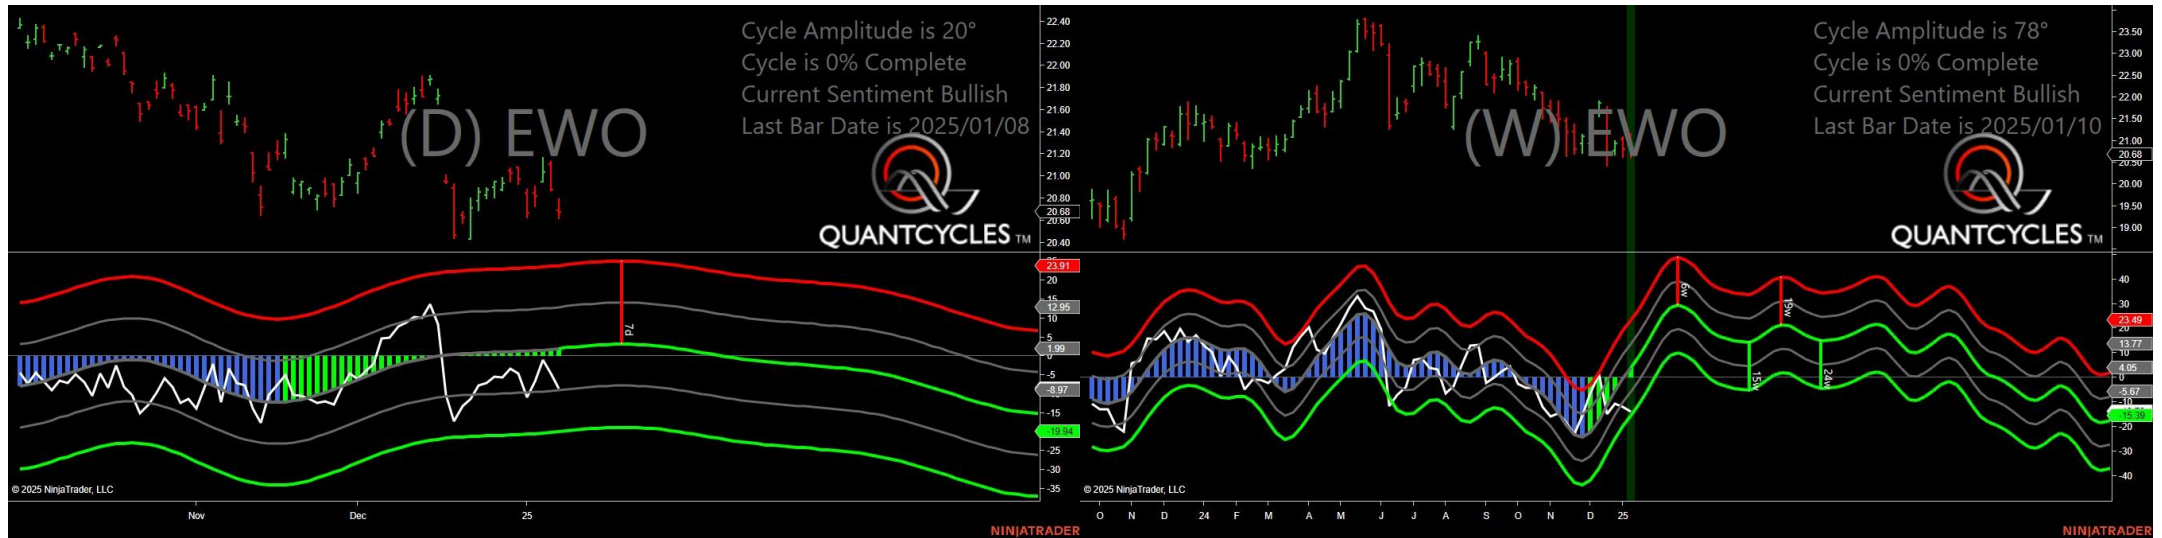 Cycle Amplitude is 20°
Cycle is 0% Complete
Current Sentiment Bullish
Last Bar Date is 2025/01/08
(D) EWO
QUANTCYCLES TM
22.40
22.20
22.00
21.80
21.60
21.40
21.20
21.00
20.80
20.68
20.60
20.40
23.91
20
15
12.95
10
5
1.99
0
-5
-8.97
-15
-19.94
-25
-30
-35
7d
© 2025 NinjaTrader, LLC
Nov
Dec
25
NINJATRADER
Cycle Amplitude is 78°
Cycle is 0% Complete
Current Sentiment Bullish
Last Bar Date is 2025/01/10
(W) EWO
QUANTCYCLES TM
23.50
23.00
22.50
22.00
21.50
21.00
20.68
20.50
20.00
19.50
19.00
6w
19w
15w
24w
40
30
23.49
20
13.77
10
4.05
0
-5.67
-10
-15.39
-20
-30
-40
© 2025 NinjaTrader, LLC
O N D 24 F M A M J J A S O N D 25
NINJATRADER